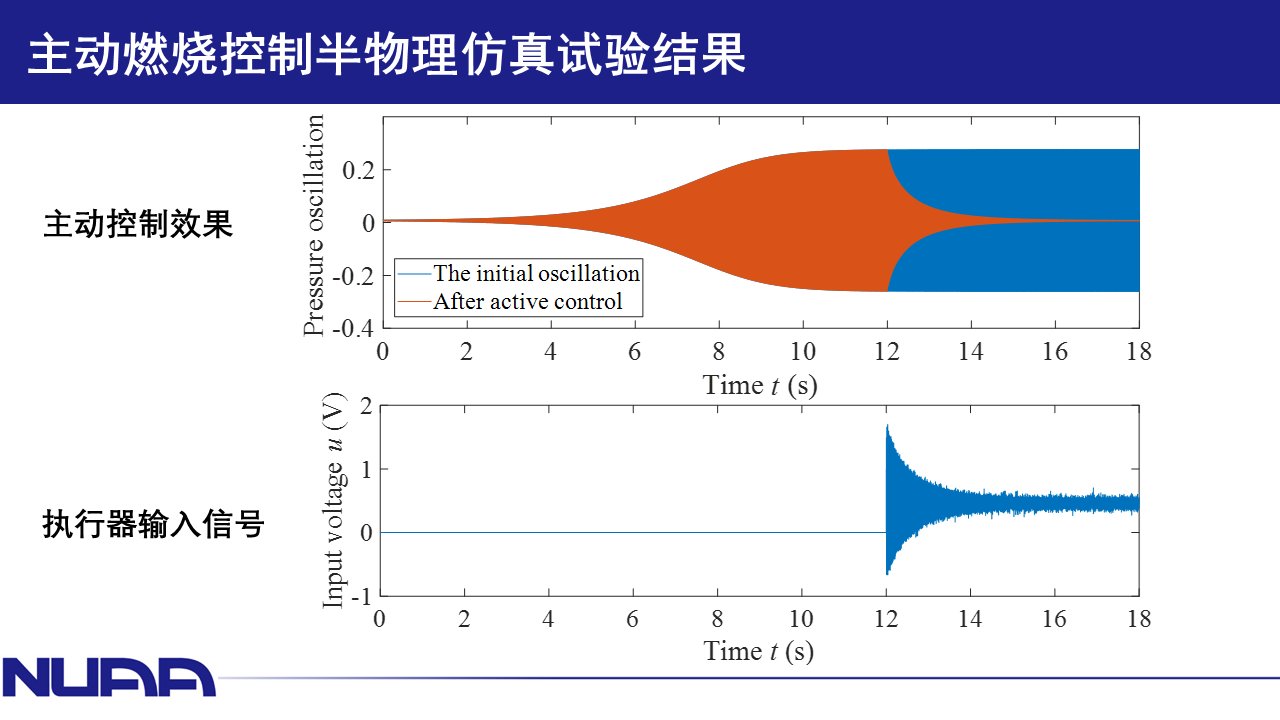 主动燃烧控制半物理仿真试验结果
主动控制效果
Pressure oscillation
0.2
0
-0.2
-0.4
The initial oscillation
After active control
0 2 4 6 8 10 12 14 16 18
Time t (s)
执行器输入信号
Input voltage u (V)
2
1
0
-1
0 2 4 6 8 10 12 14 16 18
Time t (s)
NUAA